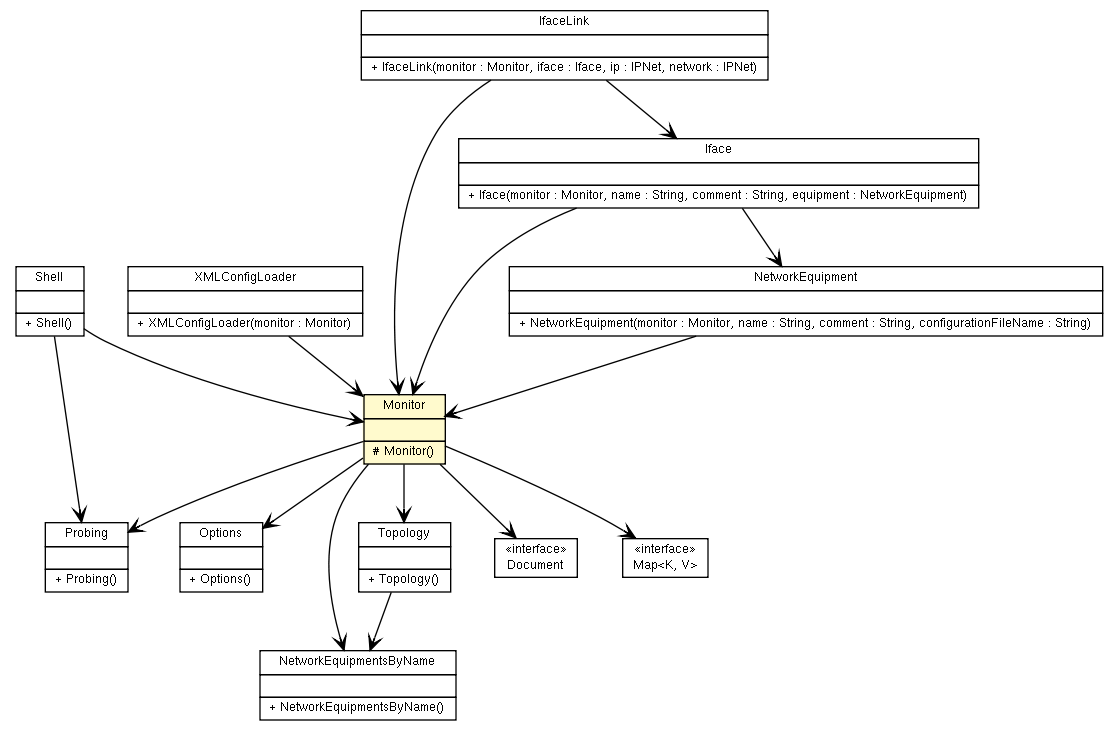 IfaceLink
+ IfaceLink(monitor : Monitor, iface : Iface, ip : IPNet, network : IPNet)
Iface
+ Iface(monitor : Monitor, name : String, comment : String, equipment : NetworkEquipment)
Shell
+ Shell()
XMLConfigLoader
+ XMLConfigLoader(monitor : Monitor)
NetworkEquipment
+ NetworkEquipment(monitor : Monitor, name : String, comment : String, configurationFileName : String)
Monitor
# Monitor()
Probing
+ Probing()
Options
+ Options()
Topology
+ Topology()
«interface»
Document
«interface»
Map<K, V>
NetworkEquipmentsByName
+ NetworkEquipmentsByName()